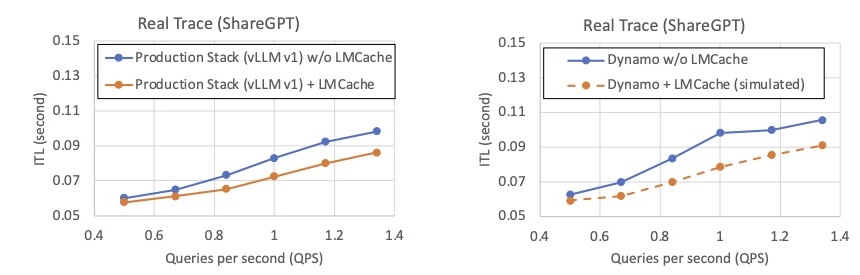 Real Trace (ShareGPT)
0.15
0.13
0.11
0.09
0.07
0.05
ITL (second)
Production Stack (vLLM v1) w/o LMCache
Production Stack (vLLM v1) + LMCache
0.4 0.6 0.8 1.0 1.2 1.4
Queries per second (QPS)
Real Trace (ShareGPT)
0.15
0.13
0.11
0.09
0.07
0.05
ITL (second)
Dynamo w/o LMCache
Dynamo + LMCache (simulated)
0.4 0.6 0.8 1 1.2 1.4
Queries per second (QPS)